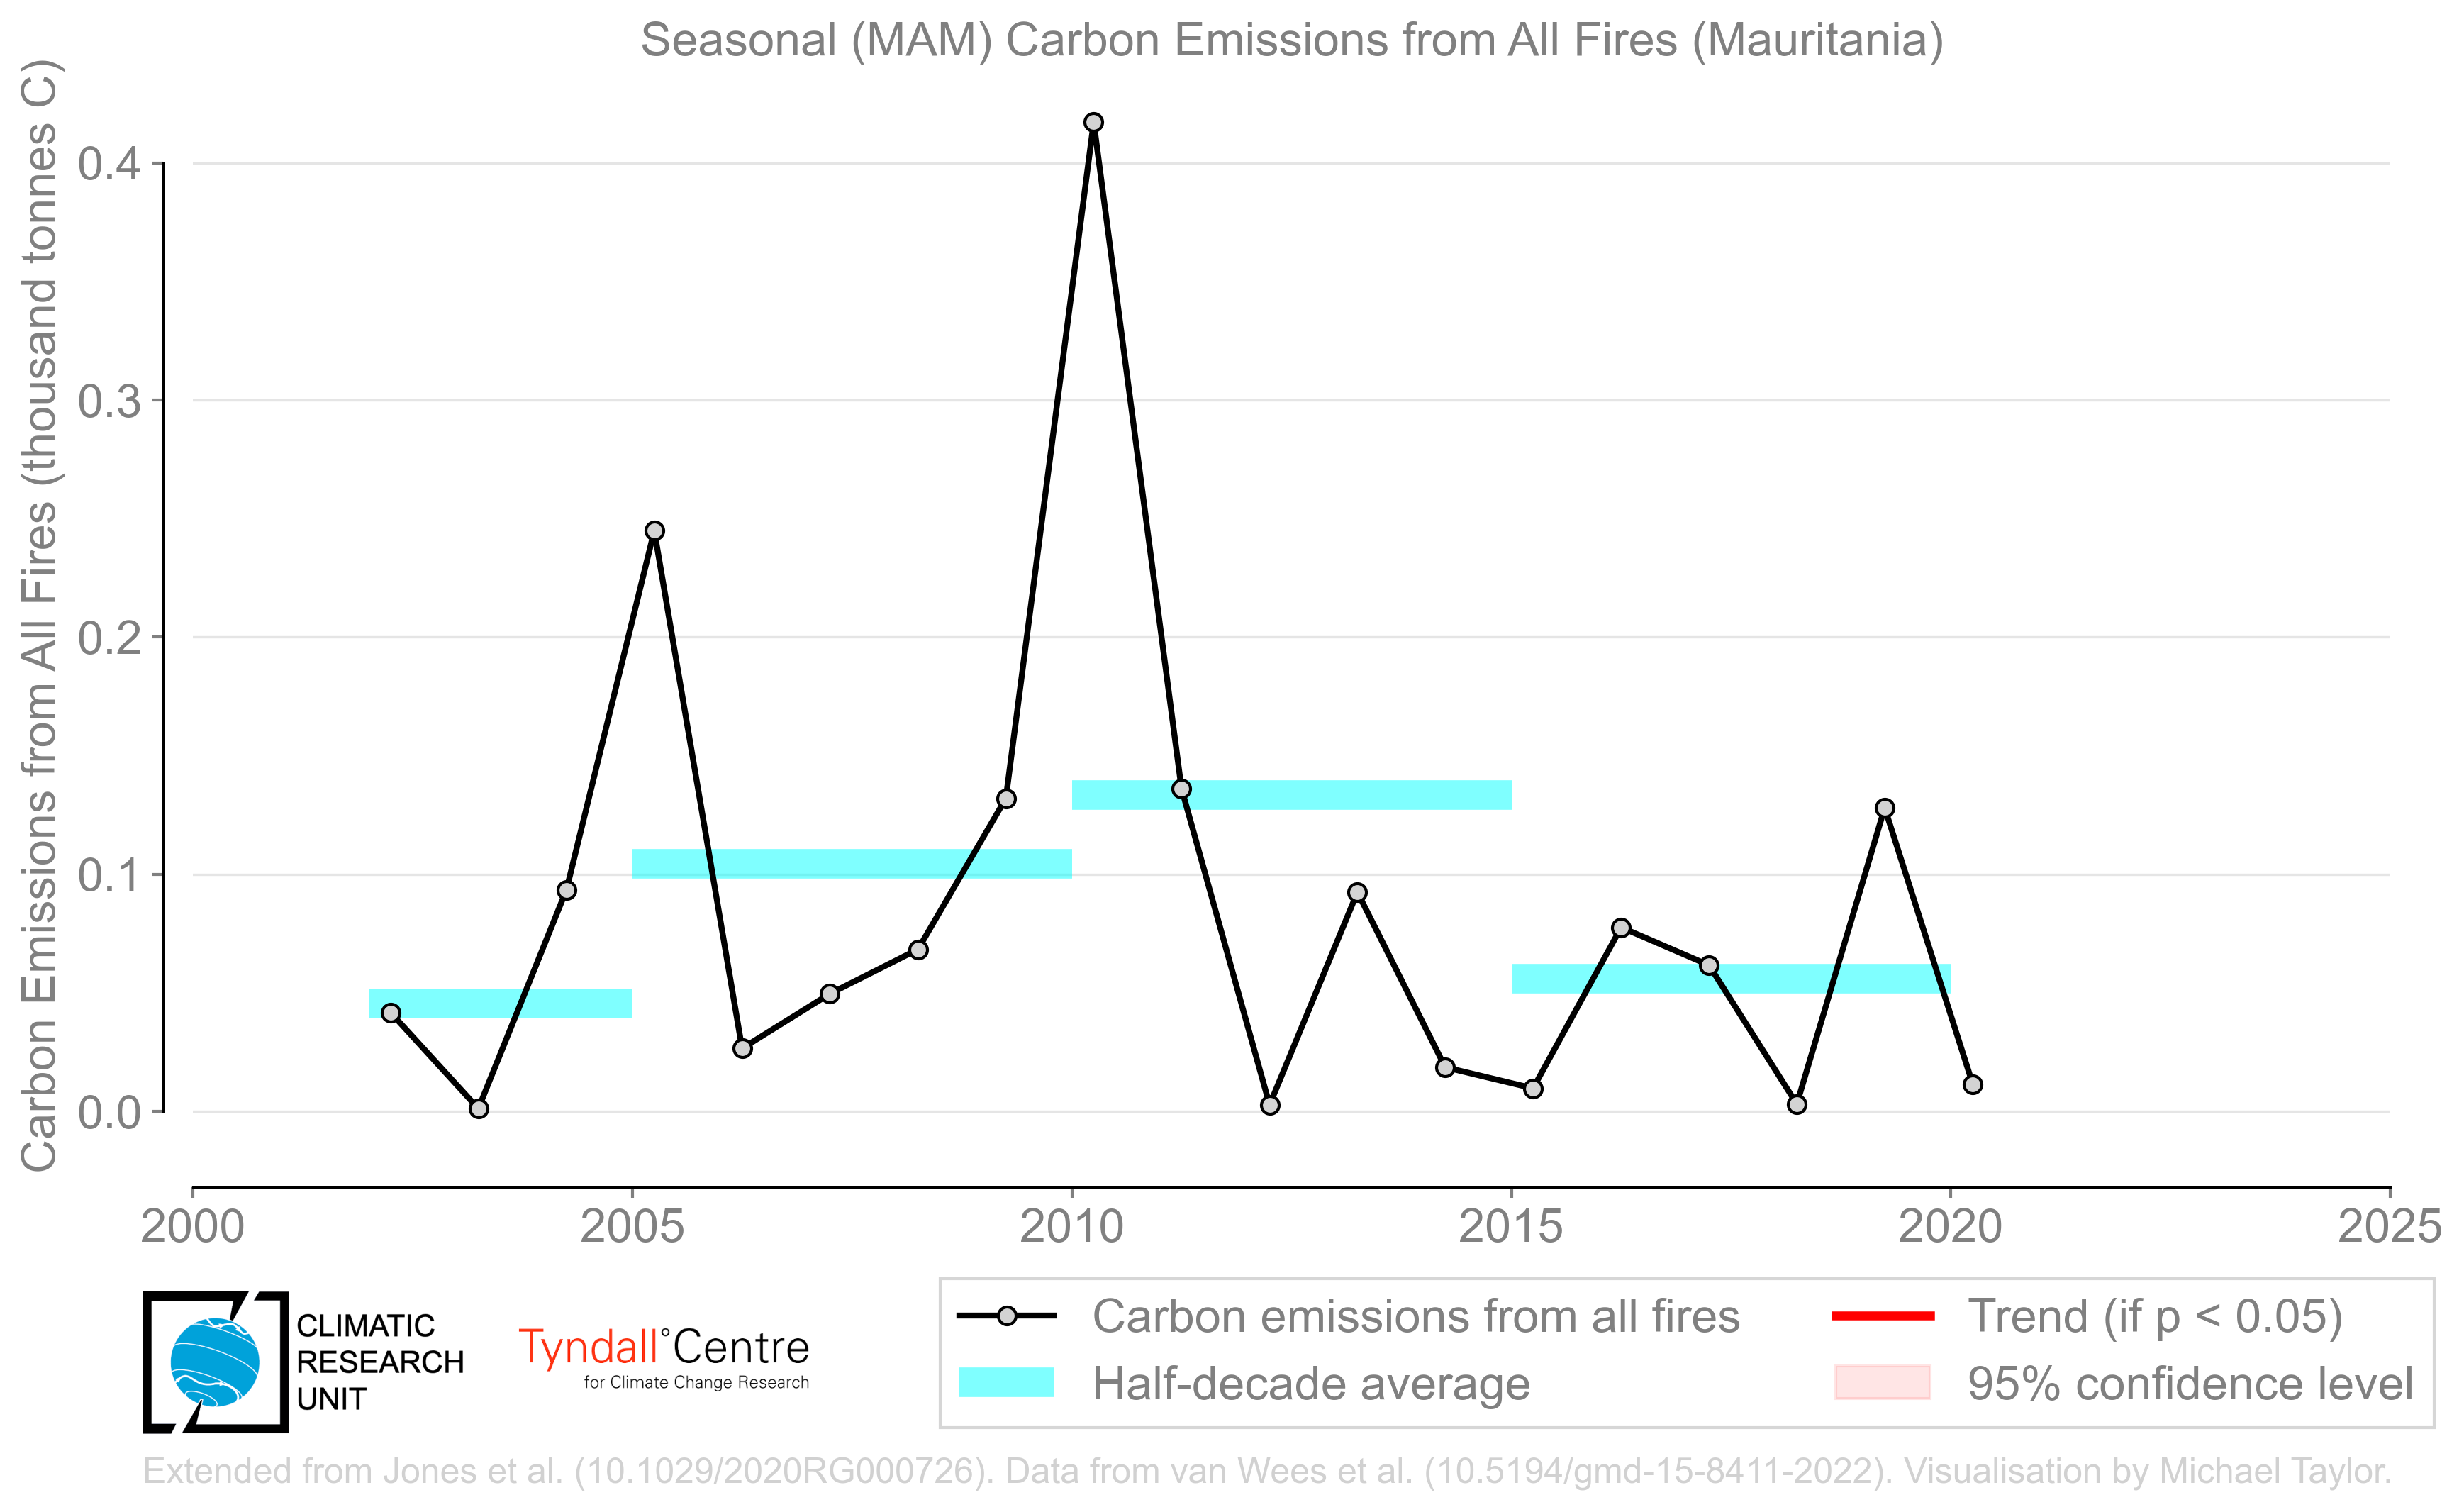 Seasonal (MAM) Carbon Emissions from All Fires (Mauritania)
Carbon Emissions from All Fires (thousand tonnes C)
0.4
0.3
0.2
0.1
0.0
2000 2005 2010 2015 2020 2025
CLIMATIC
RESEARCH
UNIT
Tyndall°Centre
for Climate Change Research
Carbon emissions from all fires
Half-decade average
Trend (if p < 0.05)
95% confidence level
Extended from Jones et al. (10.1029/2020RG000726). Data from van Wees et al. (10.5194/gmd-15-8411-2022). Visualisation by Michael Taylor.